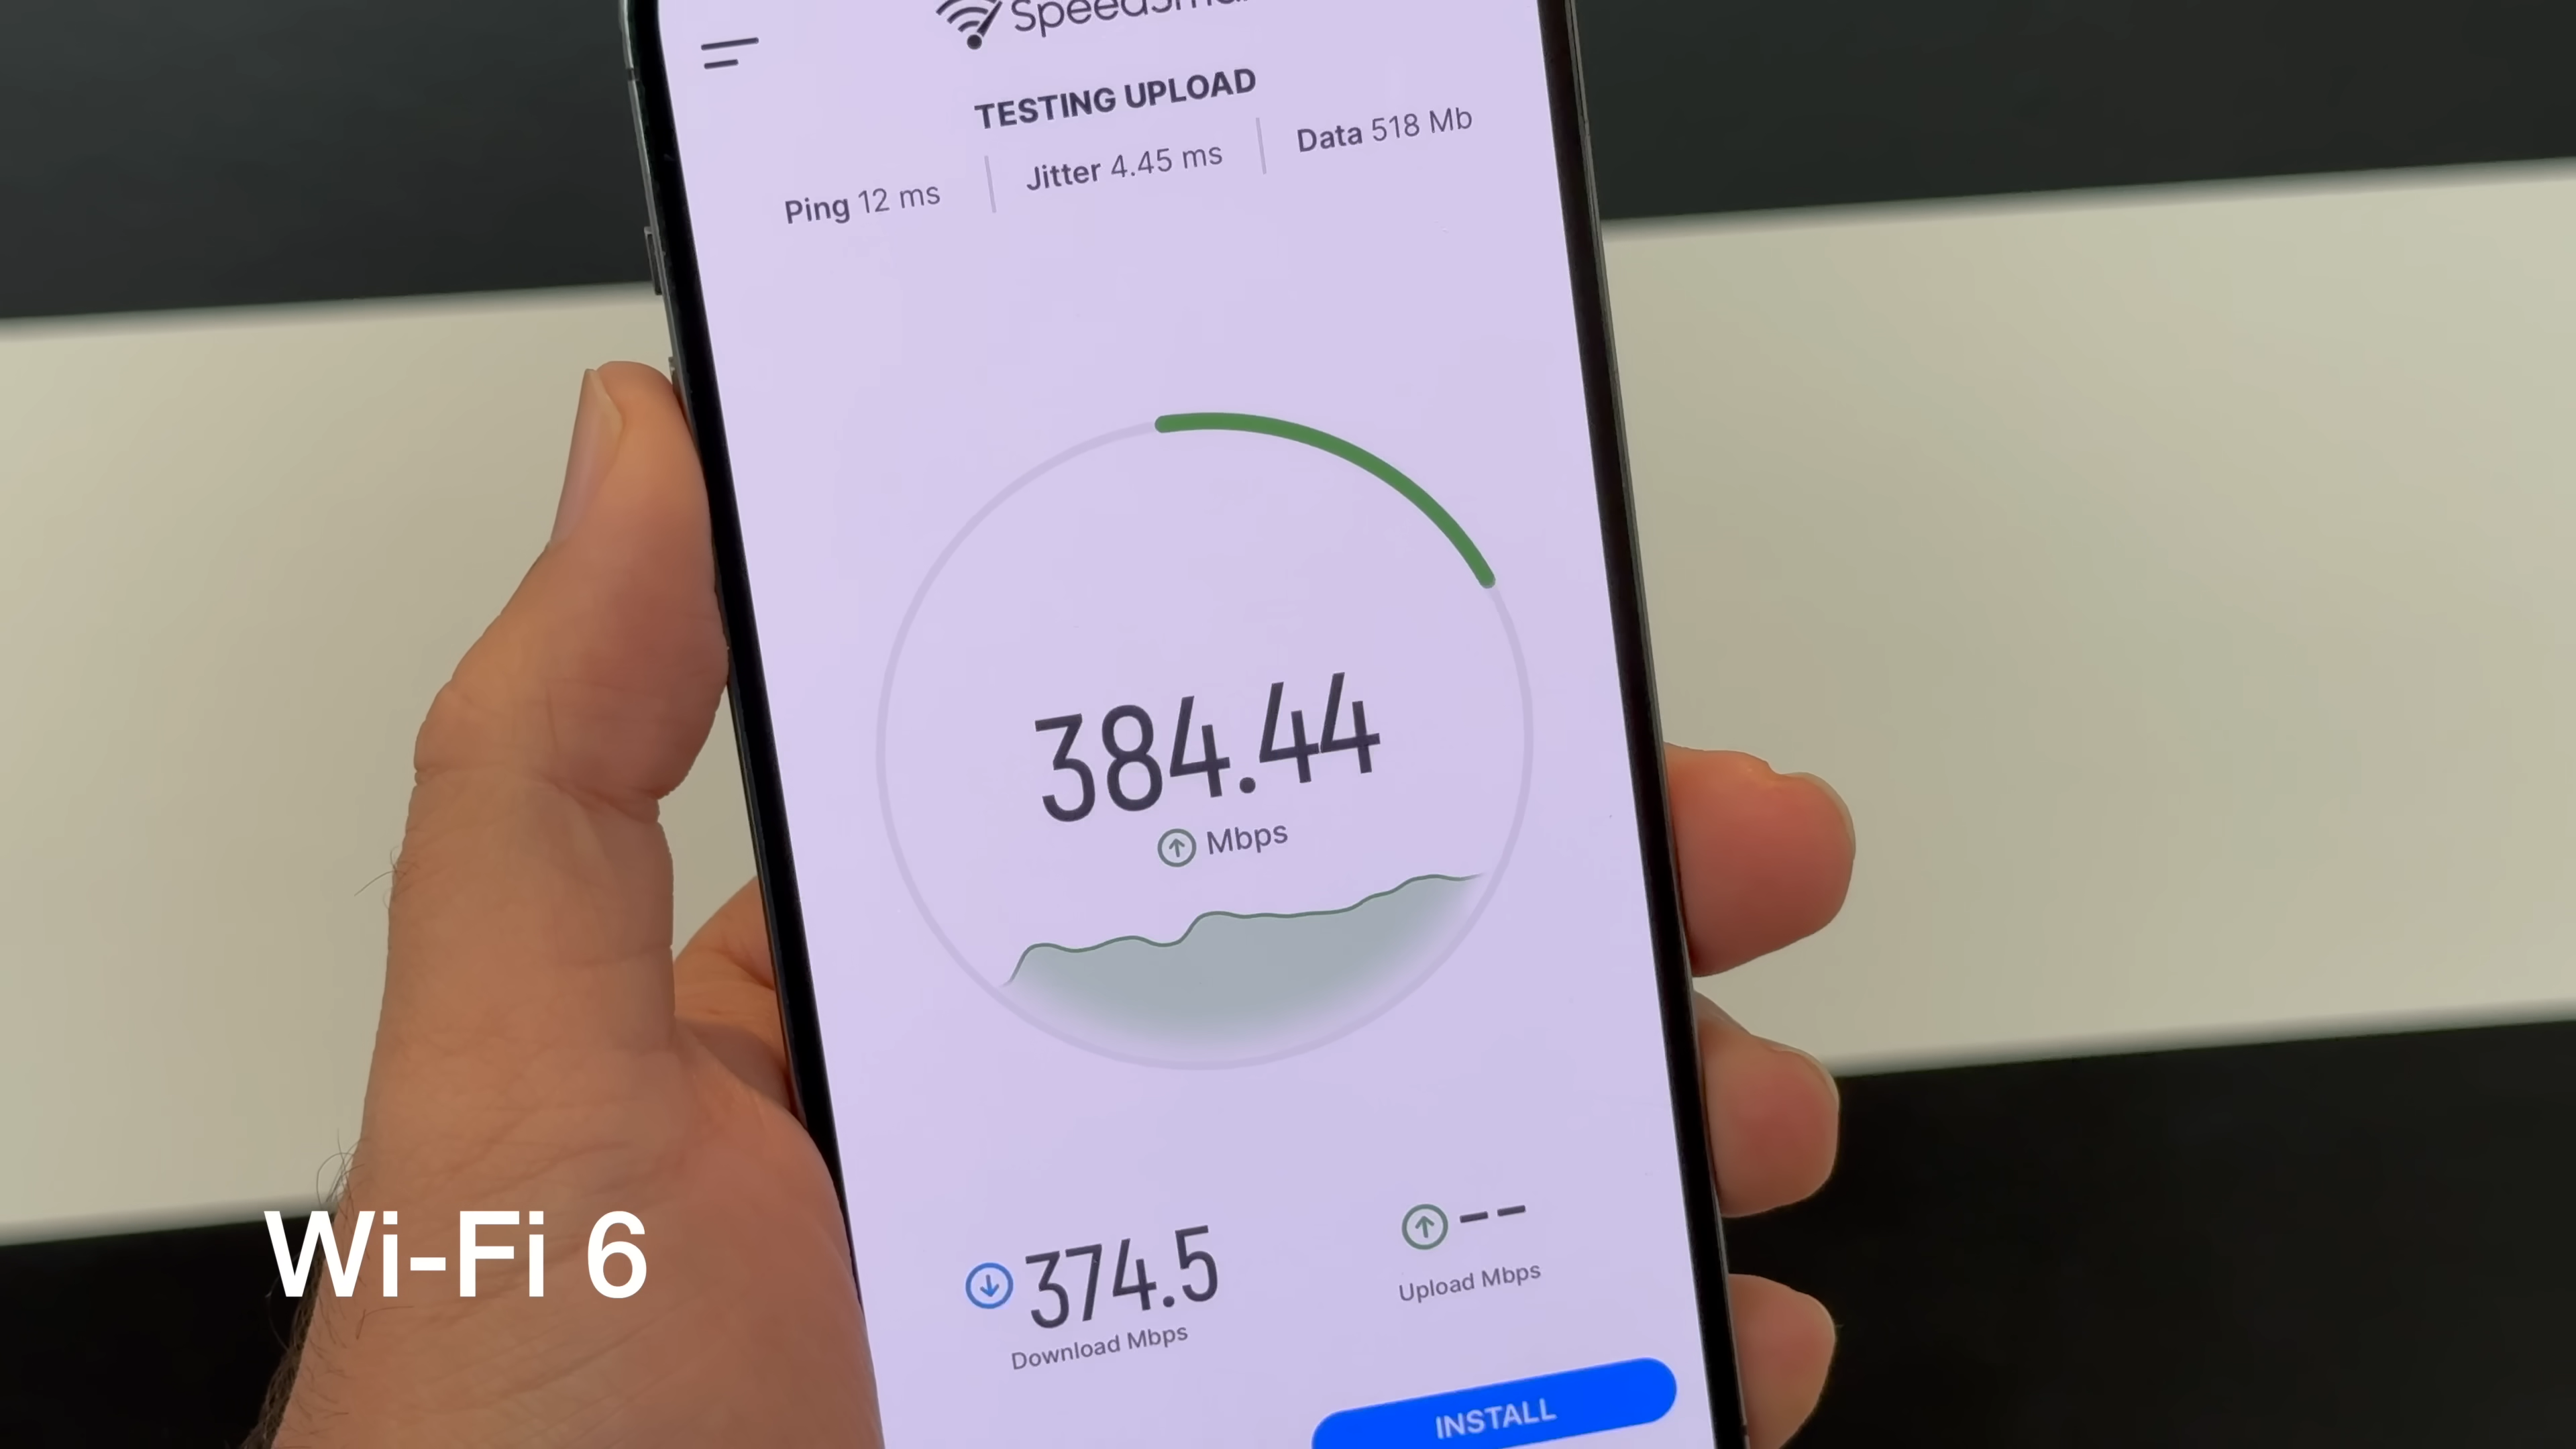 TESTING UPLOAD
Ping 12 ms
Jitter 4.45 ms
Data 518 Mb
384.44
Mbps
374.5
Download Mbps
--
Upload Mbps
INSTALL
Wi-Fi 6